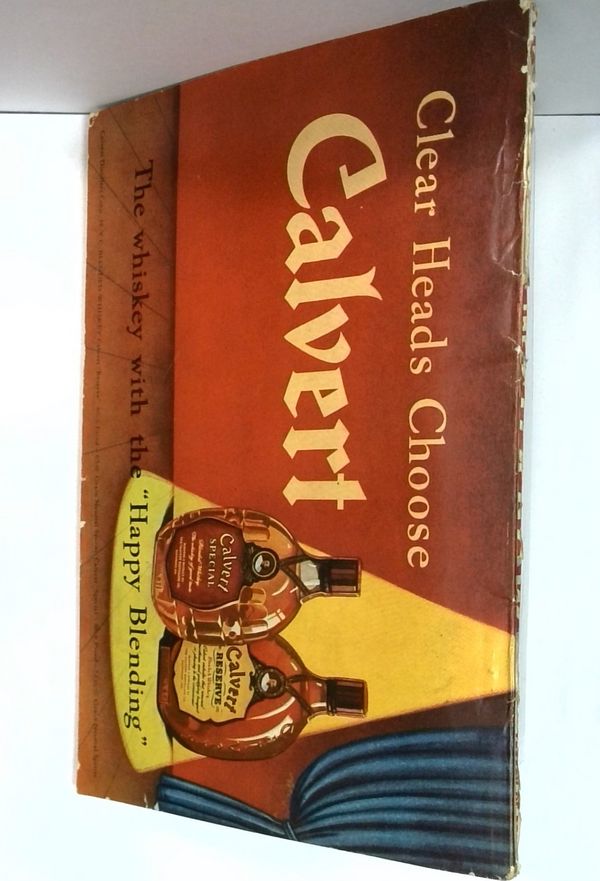 Clear Heads Choose
Calvert
Calvert
SPECIAL
Calvert
RESERVE
The whiskey with the "Happy Blending"